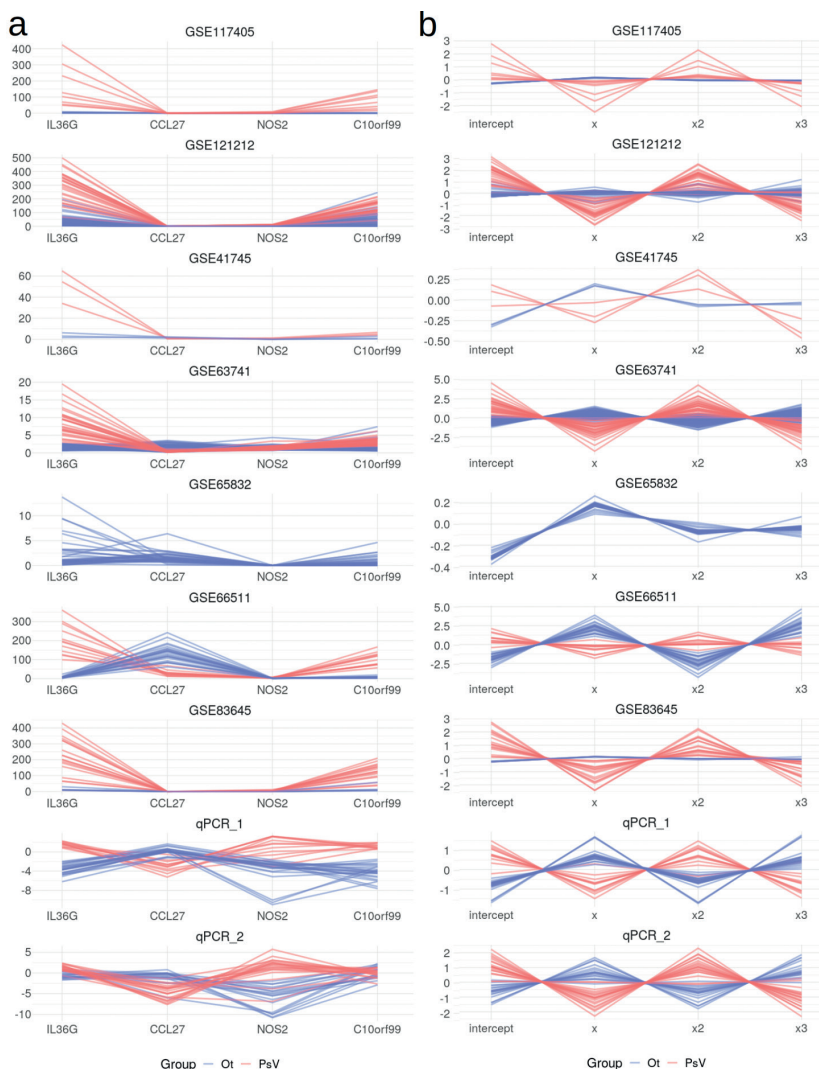 a
GSE117405
400
300
200
100
0
IL36G CCL27 NOS2 C10orf99
GSE121212
500
400
300
200
100
0
IL36G CCL27 NOS2 C10orf99
GSE41745
60
40
20
0
IL36G CCL27 NOS2 C10orf99
GSE63741
20
15
10
5
0
IL36G CCL27 NOS2 C10orf99
GSE65832
10
5
0
IL36G CCL27 NOS2 C10orf99
GSE66511
300
200
100
0
IL36G CCL27 NOS2 C10orf99
GSE83645
400
300
200
100
0
IL36G CCL27 NOS2 C10orf99
qPCR_1
0
-4
-8
IL36G CCL27 NOS2 C10orf99
qPCR_2
5
0
-5
-10
IL36G CCL27 NOS2 C10orf99
Group Ot PsV
b
GSE117405
3
2
1
0
-1
-2
intercept x x2 x3
GSE121212
3
2
1
0
-1
-2
-3
intercept x x2 x3
GSE41745
0.25
0.00
-0.25
-0.50
intercept x x2 x3
GSE63741
5.0
2.5
0.0
-2.5
intercept x x2 x3
GSE65832
0.2
0.0
-0.2
-0.4
intercept x x2 x3
GSE66511
5.0
2.5
0.0
-2.5
intercept x x2 x3
GSE83645
3
2
1
0
-1
-2
intercept x x2 x3
qPCR_1
1
0
-1
intercept x x2 x3
qPCR_2
2
1
0
-1
-2
intercept x x2 x3
Group Ot PsV